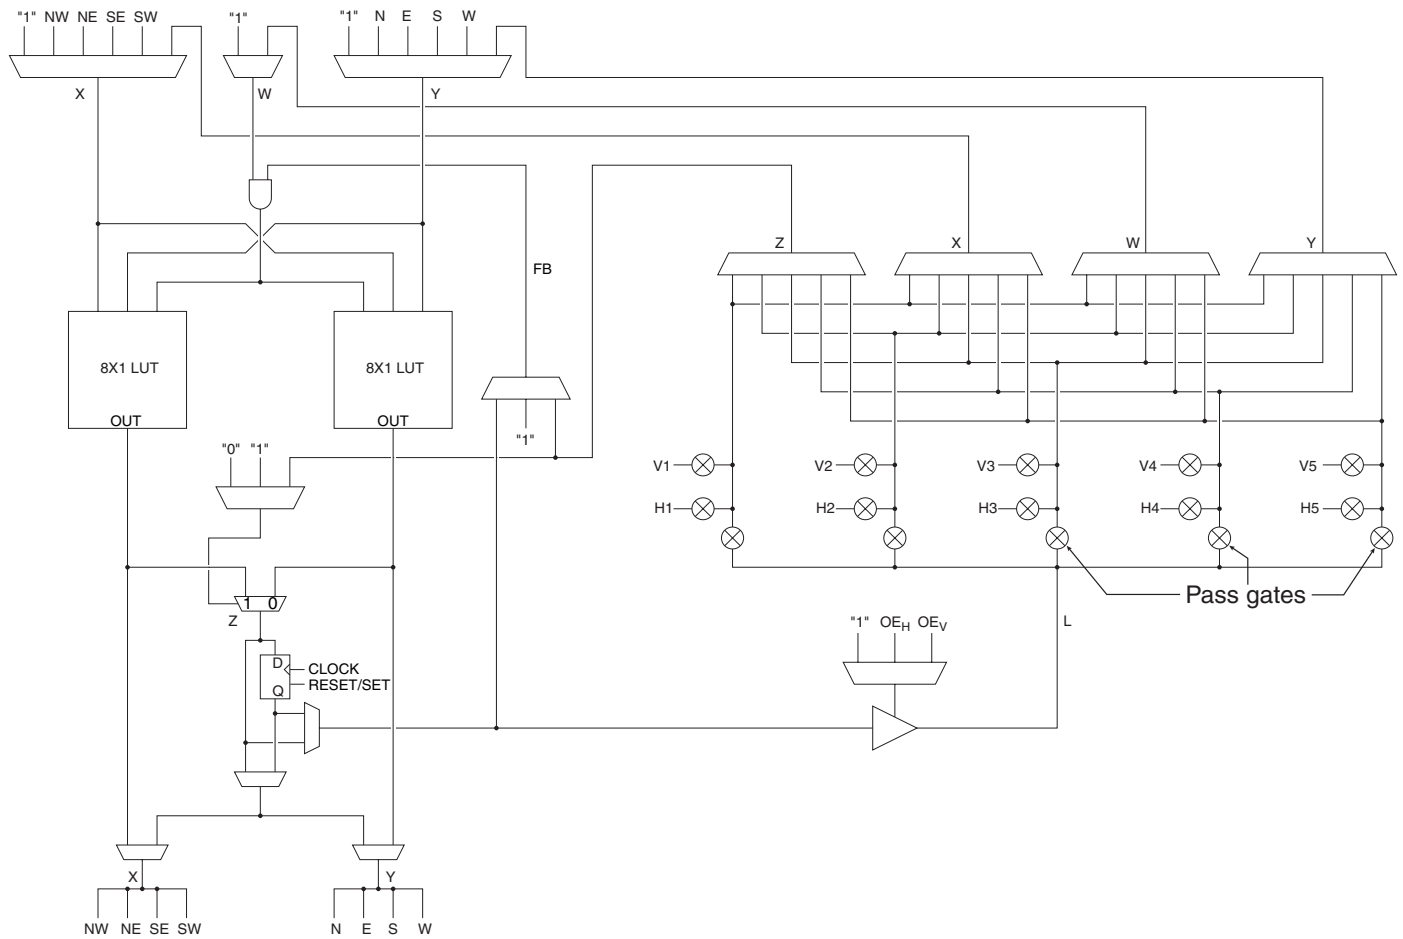 "1" NW NE SE SW "1" "1" N E S W
X W Y
Z X W Y
FB
8X1 LUT 8X1 LUT
OUT OUT
"1"
"0" "1"
V1 V2 V3 V4 V5
H1 H2 H3 H4 H5
Pass gates
1 0
Z "1" OEH OEV L
D CLOCK
Q RESET/SET
X Y
NW NE SE SW N E S W